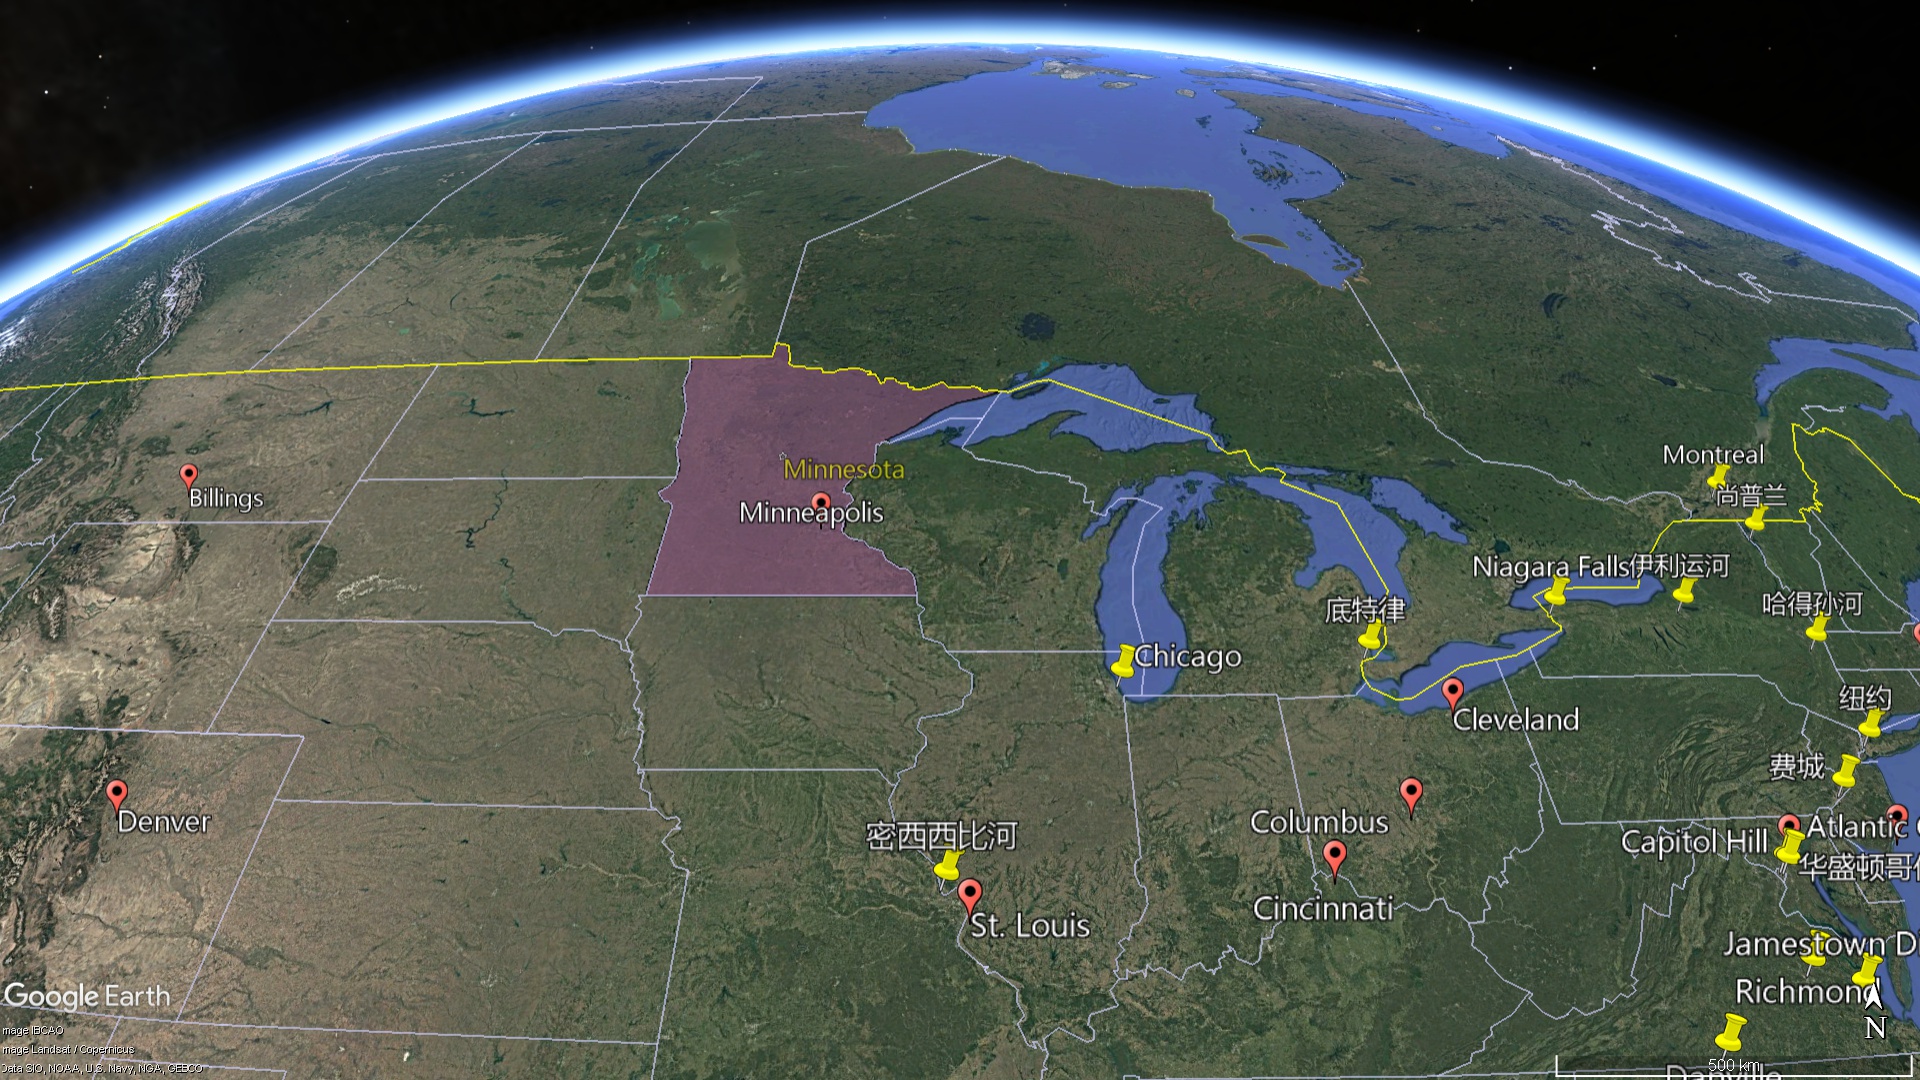 Montreal
Minnesota
Billings
尚普兰
Minneapolis
Niagara Falls伊利运河
底特律
哈得孙河
Chicago
纽约
Cleveland
费城
Denver
Columbus
密西西比河
Capitol Hill
Atlantic
华盛顿哥
Cincinnati
St. Louis
Jamestown D
Richmond
Google Earth
N
mage IBCAO
mage Landsat / Copernicus
Data SIO, NOAA, U.S. Navy, NGA, GEBCO
500 km
Danville